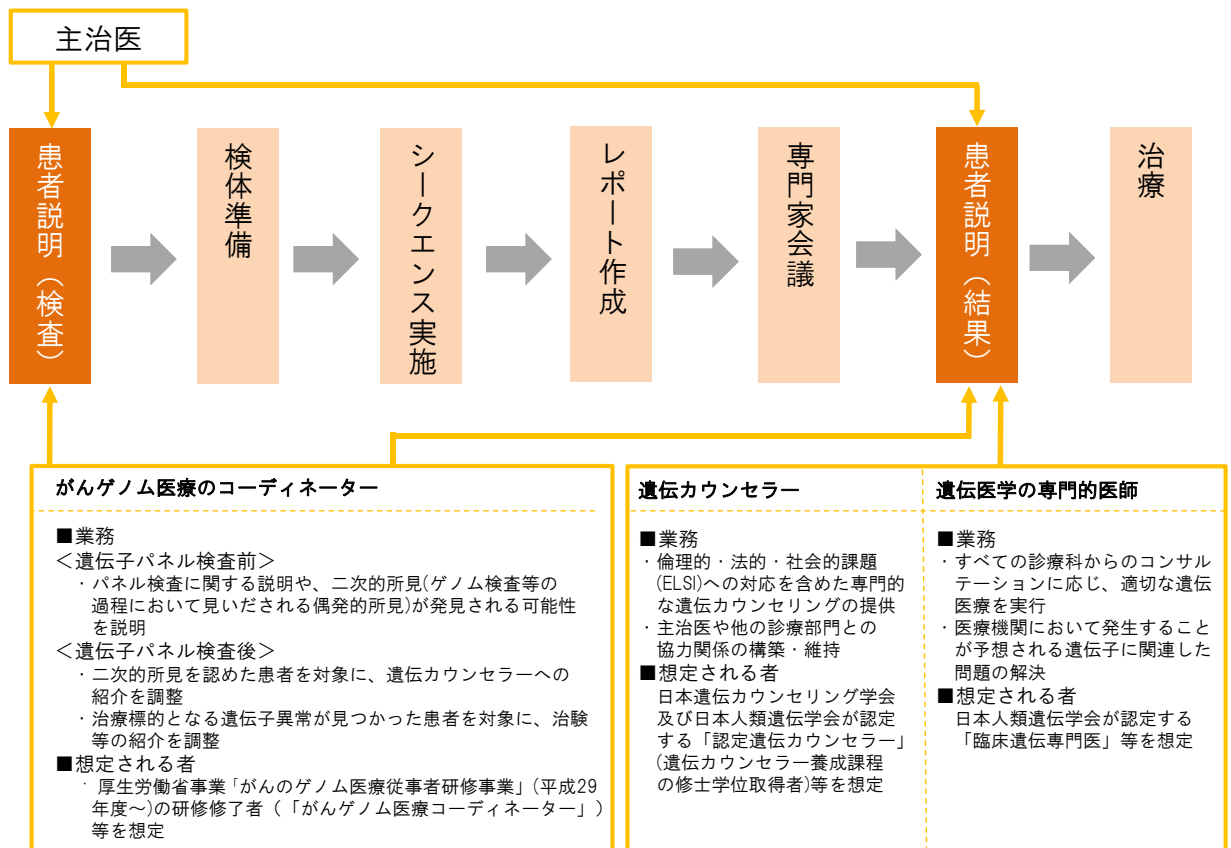 主治医
患者説明（検査）
検体準備
シークエンス実施
レポート作成
専門家会議
患者説明（結果）
治療
がんゲノム医療のコーディネーター
■業務
＜遺伝子パネル検査前＞
・パネル検査に関する説明や、二次的所見(ゲノム検査等の
過程において見いだされる偶発的所見)が発見される可能性
を説明
＜遺伝子パネル検査後＞
・二次的所見を認めた患者を対象に、遺伝カウンセラーへの
紹介を調整
・治療標的となる遺伝子異常が見つかった患者を対象に、治験
等の紹介を調整
■想定される者
・厚生労働省事業「がんのゲノム医療従事者研修事業」(平成29
年度～)の研修修了者（「がんゲノム医療コーディネーター」）
等を想定
遺伝カウンセラー
■業務
・倫理的・法的・社会的課題
(ELSI)への対応を含めた専門的
な遺伝カウンセリングの提供
・主治医や他の診療部門との
協力関係の構築・維持
■想定される者
日本遺伝カウンセリング学会
及び日本人類遺伝学会が認定
する「認定遺伝カウンセラー」
(遺伝カウンセラー養成課程
の修士学位取得者)等を想定
遺伝医学の専門的医師
■業務
・すべての診療科からのコンサル
テーションに応じ、適切な遺伝
医療を実行
・医療機関において発生すること
が予想される遺伝子に関連した
問題の解決
■想定される者
日本人類遺伝学会が認定する
「臨床遺伝専門医」等を想定